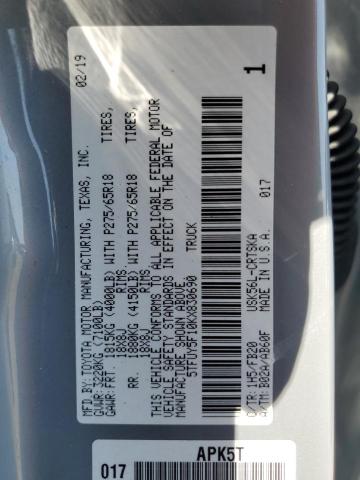 MFD BY:
TOYOTA MOTOR MANUFACTURING, TEXAS, INC. 02/19
GVWR: 3220KG (7100LB)
GAWR: FRT. 1815KG (4000LB) WITH P275/65R18 TIRES,
18X8J RIMS
RR. 1880KG (4150LB) WITH P275/65R18 TIRES,
18X8J RIMS
THIS VEHICLE CONFORMS TO ALL APPLICABLE FEDERAL MOTOR
VEHICLE SAFETY STANDARDS IN EFFECT ON THE DATE OF
MANUFACTURE SHOWN ABOVE.
5TFUY5F10KX830690 TRUCK 1
017
USK56L-CRTSKA
C/TR: 1H5/FB20 MADE IN U.S.A.
A/TM: B02A/AB60F
017 APK5T